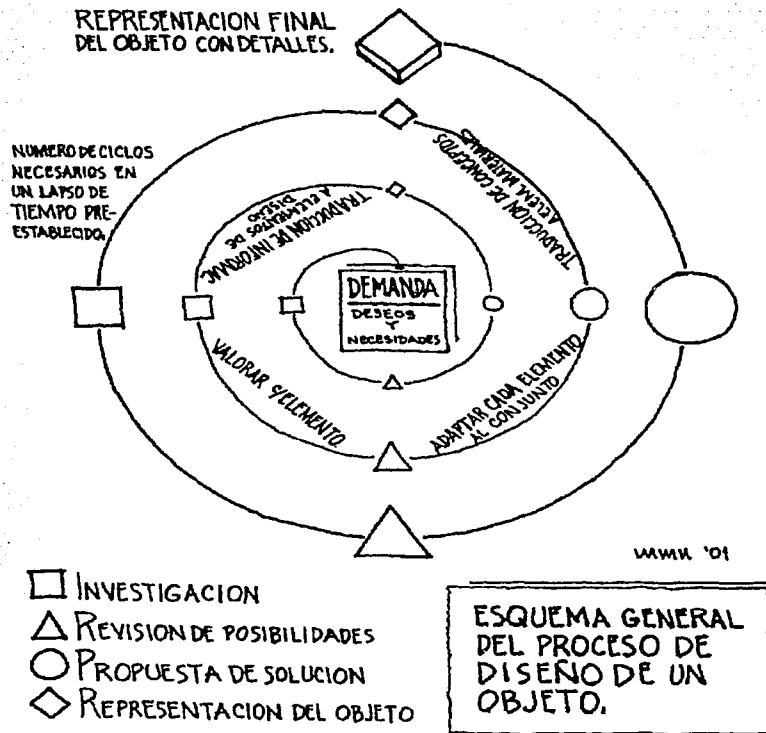 REPRESENTACION FINAL
DEL OBJETO CON DETALLES.
NUMERO DE CICLOS
NECESARIOS EN
UN LAPSO DE
TIEMPO PRE-
ESTABLECIDO.
TRADUCCION DE CONCEPTOS
A ELEM. MATERIALES
TRADUCCION DE INFORMAC.
A ELEMENTOS DE
DISEÑO
DEMANDA
DESEOS
Y
NECESIDADES
VALORAR C/ELEMENTO
ADAPTAR CADA ELEMENTO
AL CONJUNTO
'01
INVESTIGACION
REVISION DE POSIBILIDADES
PROPUESTA DE SOLUCION
REPRESENTACION DEL OBJETO
ESQUEMA GENERAL
DEL PROCESO DE
DISEÑO DE UN
OBJETO.